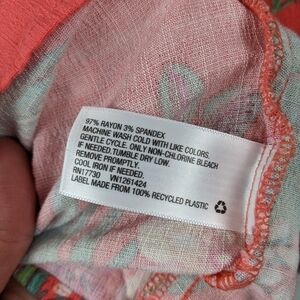 97% RAYON 3% SPANDEX
MACHINE WASH COLD WITH LIKE COLORS.
GENTLE CYCLE. ONLY NON-CHLORINE BLEACH
IF NEEDED.TUMBLE DRY LOW.
REMOVE PROMPTLY.
COOL IRON IF NEEDED.
RN17730 VN1261424
LABEL MADE FROM 100% RECYCLED PLASTIC